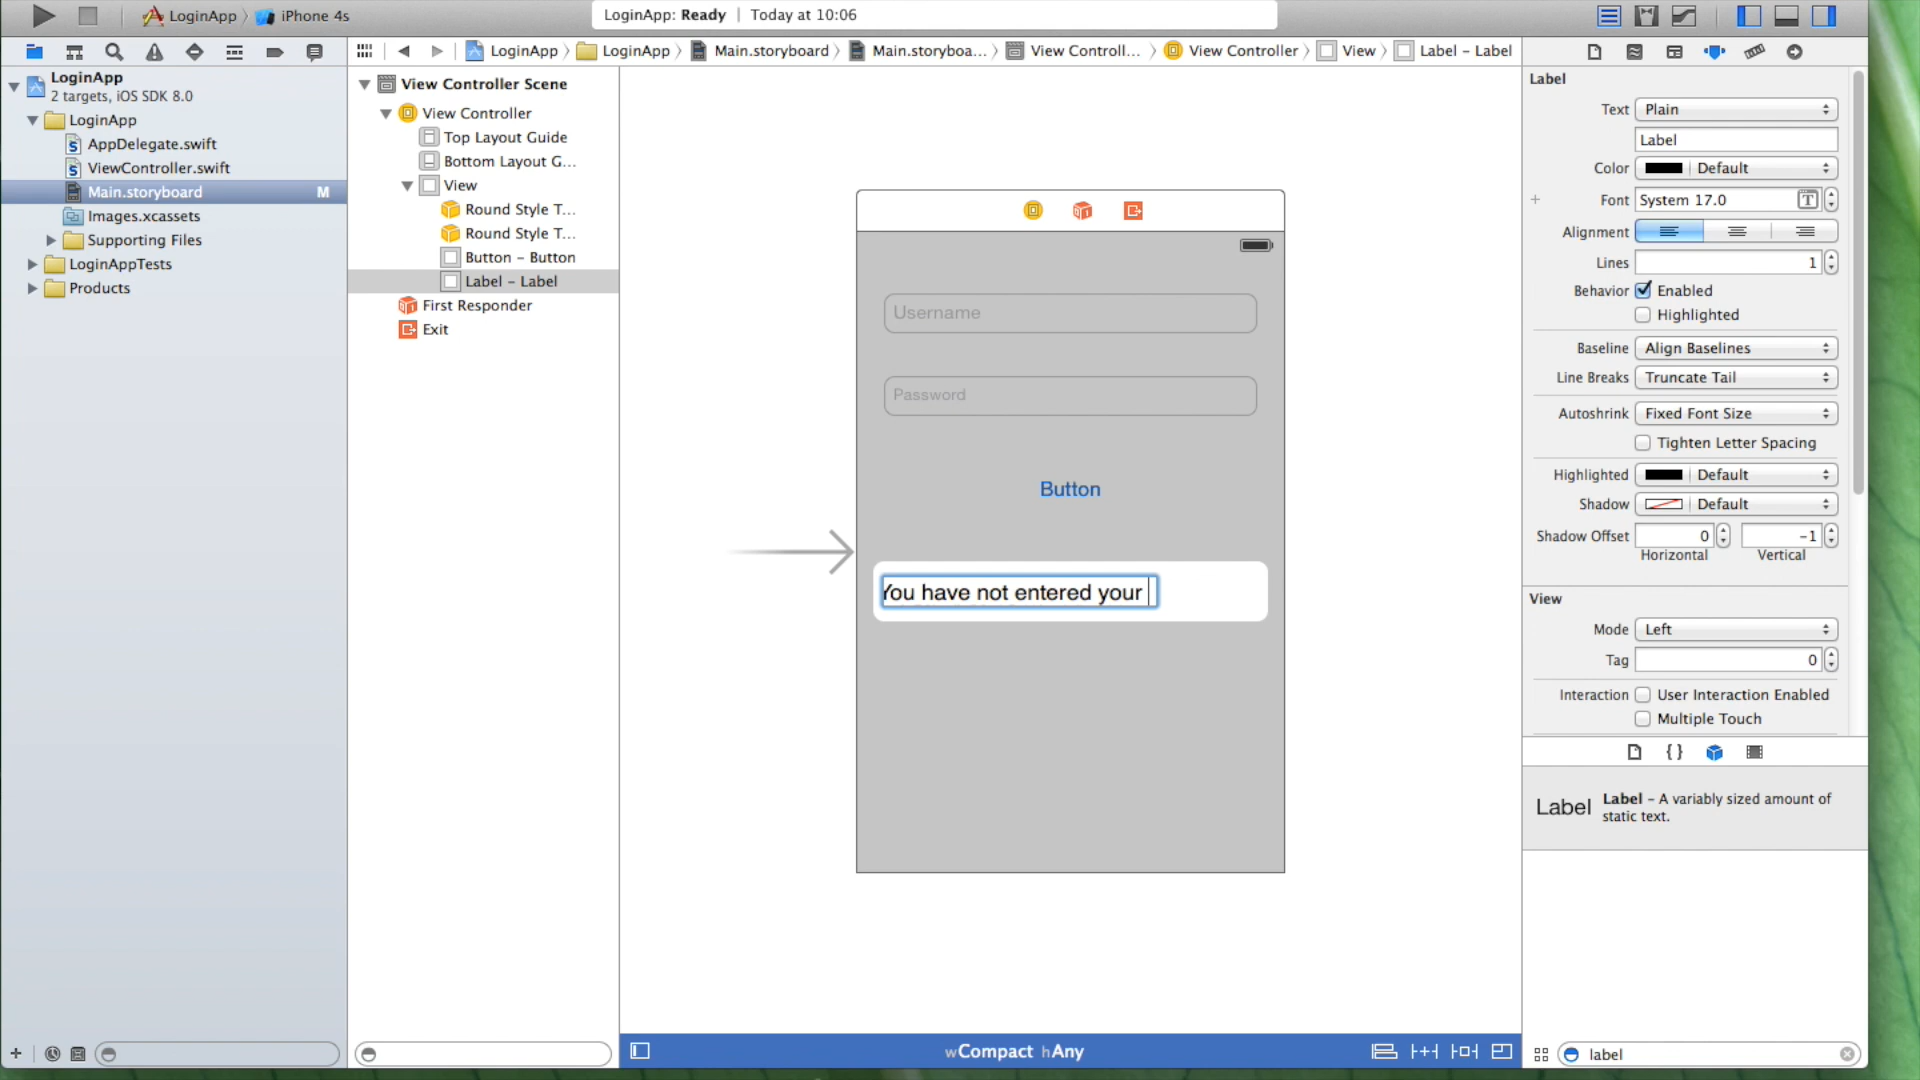 LoginApp
iPhone 4s
LoginApp: Ready | Today at 10:06
LoginApp
LoginApp
Main.storyboard
Main.storyboa...
View Controll...
View Controller
View
Label - Label
LoginApp
2 targets, iOS SDK 8.0
LoginApp
AppDelegate.swift
ViewController.swift
Main.storyboard M
Images.xcassets
Supporting Files
LoginAppTests
Products
View Controller Scene
View Controller
Top Layout Guide
Bottom Layout G...
View
Round Style T...
Round Style T...
Button - Button
Label - Label
First Responder
Exit
Username
Password
Button
You have not entered your
wCompact hAny
Label
Text Plain
Label
Color Default
Font System 17.0
Alignment
Lines 1
Behavior Enabled
Highlighted
Baseline Align Baselines
Line Breaks Truncate Tail
Autoshrink Fixed Font Size
Tighten Letter Spacing
Highlighted Default
Shadow Default
Shadow Offset 0 -1
Horizontal Vertical
View
Mode Left
Tag 0
Interaction User Interaction Enabled
Multiple Touch
Label
Label - A variably sized amount of
static text.
label